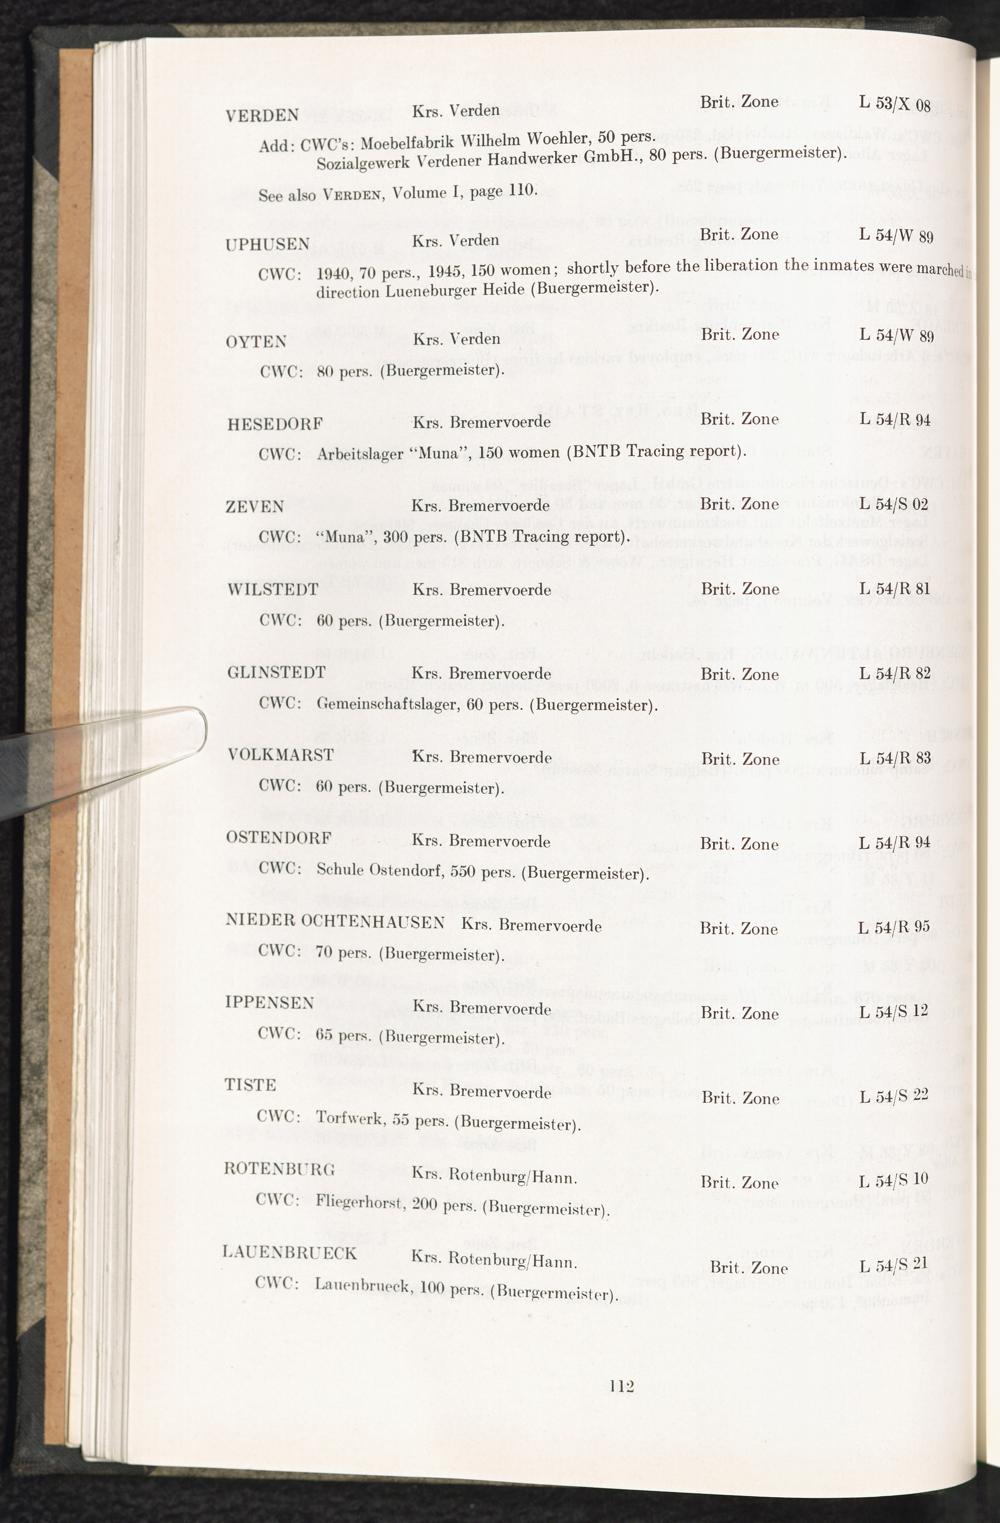 VERDEN Krs. Verden Brit. Zone L 53/X 08
Add: CWC's: Moebelfabrik Wilhelm Woehler, 50 pers.
Sozialgewerk Verdener Handwerker GmbH., 80 pers. (Buergermeister).
See also VERDEN, Volume I, page 110.
UPHUSEN Krs. Verden Brit. Zone L 54/W 89
CWC: 1940, 70 pers., 1945, 150 women; shortly before the liberation the inmates were marched in
direction Lueneburger Heide (Buergermeister).
OYTEN Krs. Verden Brit. Zone L 54/W 89
CWC: 80 pers. (Buergermeister).
HESEDORF Krs. Bremervoerde Brit. Zone L 54/R 94
CWC: Arbeitslager “Muna”, 150 women (BNTB Tracing report).
ZEVEN Krs. Bremervoerde Brit. Zone L 54/S 02
CWC: “Muna”, 300 pers. (BNTB Tracing report).
WILSTEDT Krs. Bremervoerde Brit. Zone L 54/R 81
CWC: 60 pers. (Buergermeister).
GLINSTEDT Krs. Bremervoerde Brit. Zone L 54/R 82
CWC: Gemeinschaftslager, 60 pers. (Buergermeister).
VOLKMARST Krs. Bremervoerde Brit. Zone L 54/R 83
CWC: 60 pers. (Buergermeister).
OSTENDORF Krs. Bremervoerde Brit. Zone L 54/R 94
CWC: Schule Ostendorf, 550 pers. (Buergermeister).
NIEDER OCHTENHAUSEN Krs. Bremervoerde Brit. Zone L 54/R 95
CWC: 70 pers. (Buergermeister).
IPPENSEN Krs. Bremervoerde Brit. Zone L 54/S 12
CWC: 65 pers. (Buergermeister).
TISTE Krs. Bremervoerde Brit. Zone L 54/S 22
CWC: Torfwerk, 55 pers. (Buergermeister).
ROTENBURG Krs. Rotenburg/Hann. Brit. Zone L 54/S 10
CWC: Fliegerhorst, 200 pers. (Buergermeister).
LAUENBRUECK Krs. Rotenburg/Hann. Brit. Zone L 54/S 21
CWC: Lauenbrueck, 100 pers. (Buergermeister).
112